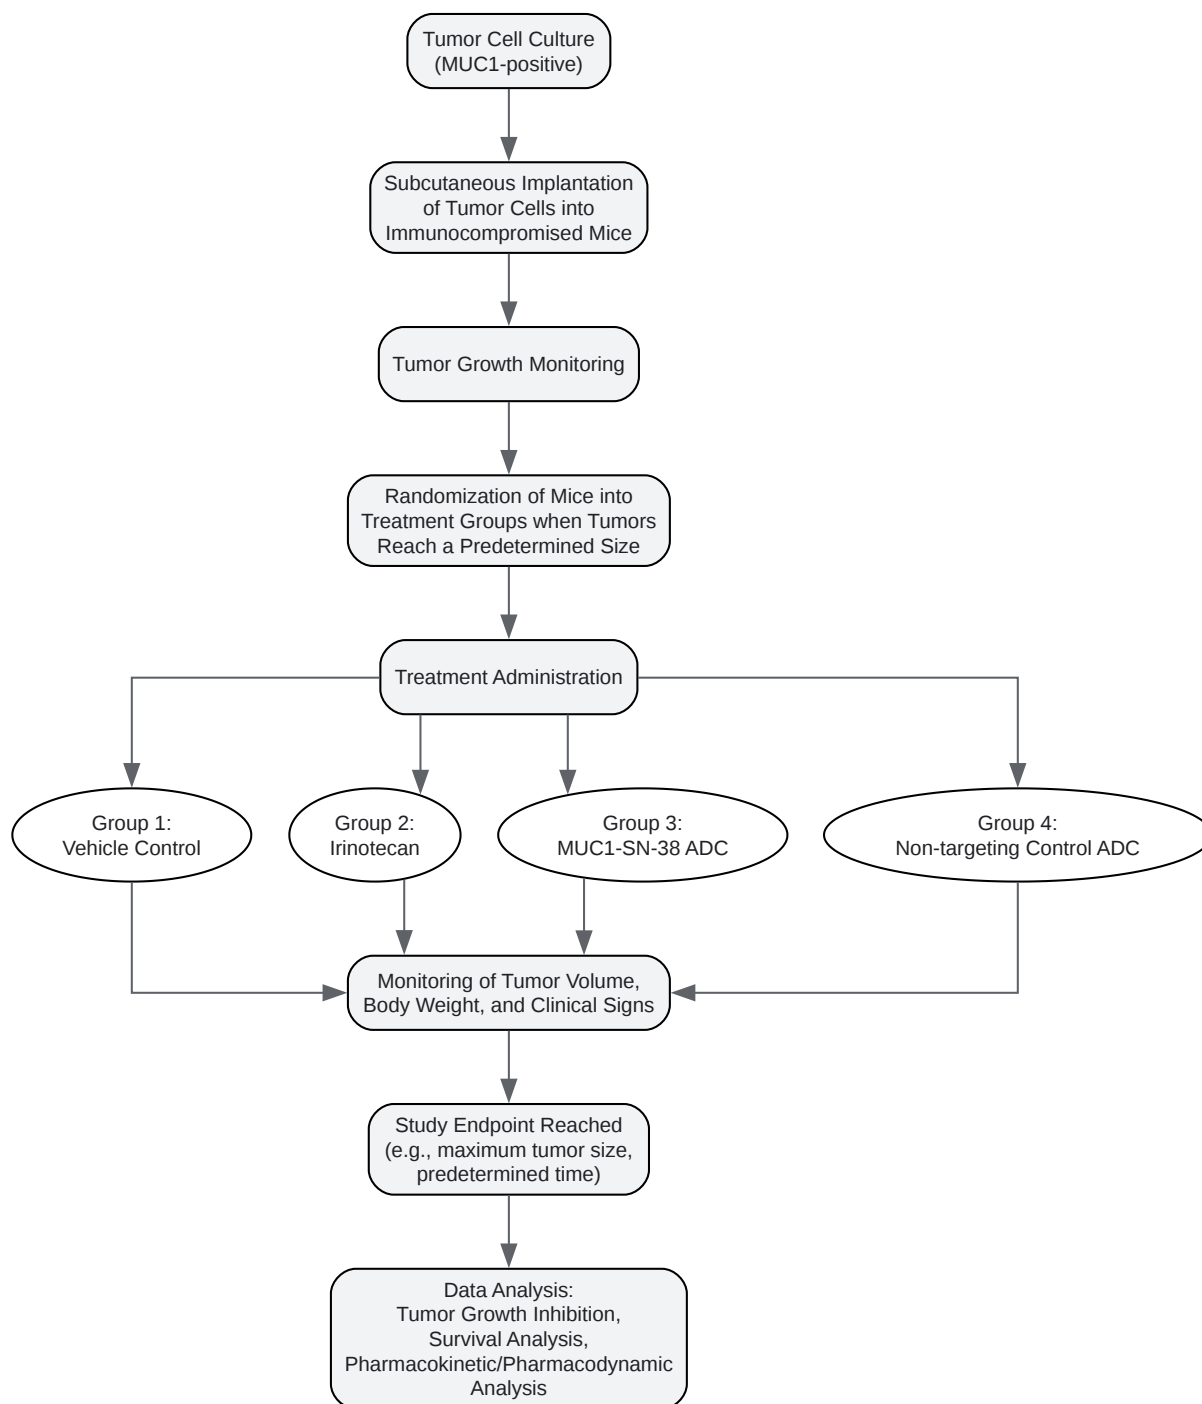 Tumor Cell Culture
(MUC1-positive)
Subcutaneous Implantation
of Tumor Cells into
Immunocompromised Mice
Tumor Growth Monitoring
Randomization of Mice into
Treatment Groups when Tumors
Reach a Predetermined Size
Treatment Administration
Group 1:
Vehicle Control
Group 2:
Irinotecan
Group 3:
MUC1-SN-38 ADC
Group 4:
Non-targeting Control ADC
Monitoring of Tumor Volume,
Body Weight, and Clinical Signs
Study Endpoint Reached
(e.g., maximum tumor size,
predetermined time)
Data Analysis:
Tumor Growth Inhibition,
Survival Analysis,
Pharmacokinetic/Pharmacodynamic
Analysis